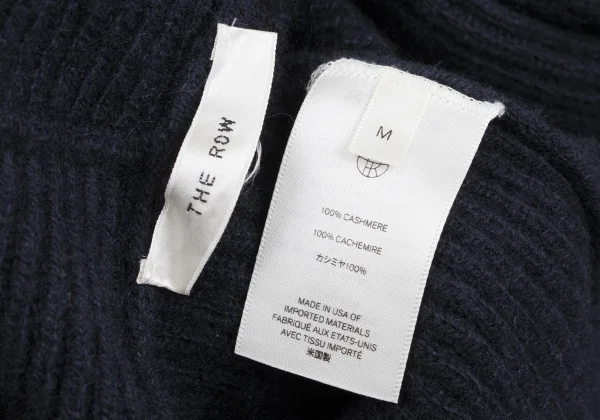 THE ROW
M
100% CASHMERE
100% CACHEMIRE
カシミヤ100%
MADE IN USA OF
IMPORTED MATERIALS
FABRIQUÉ AUX ETATS-UNIS
AVEC TISSU IMPORTÉ
米国製